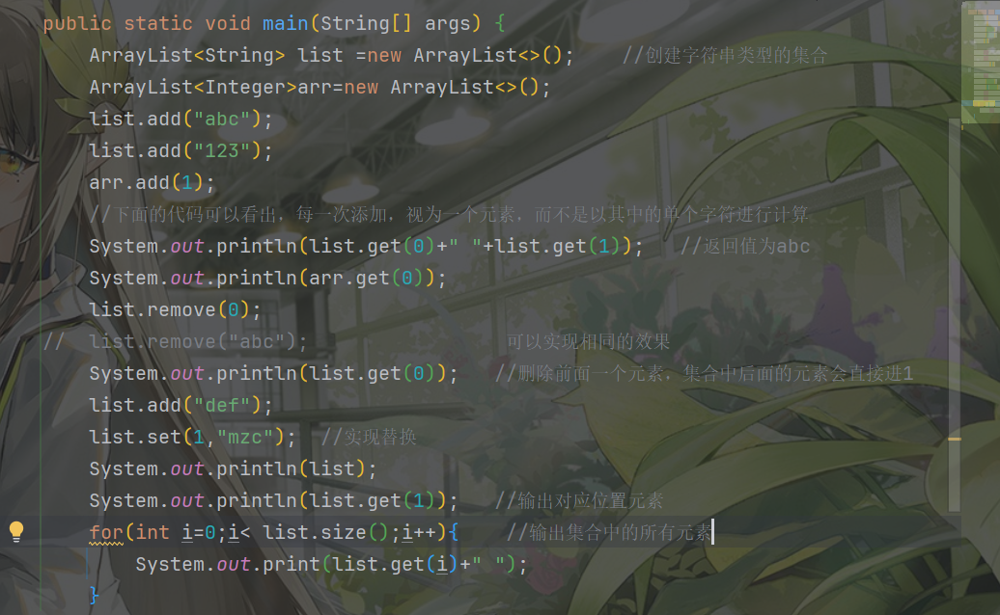 public static void main(String[] args) {
ArrayList<String> list =new ArrayList<>(); //创建字符串类型的集合
ArrayList<Integer>arr=new ArrayList<>();
list.add("abc");
list.add("123");
arr.add(1);
//下面的代码可以看出，每一次添加，视为一个元素，而不是以其中的单个字符进行计算
System.out.println(list.get(0)+" "+list.get(1)); //返回值为abc
System.out.println(arr.get(0));
list.remove(0);
// list.remove("abc"); 可以实现相同的效果
System.out.println(list.get(0)); //删除前面一个元素，集合中后面的元素会直接进1
list.add("def");
list.set(1,"mzc"); //实现替换
System.out.println(list);
System.out.println(list.get(1)); //输出对应位置元素
for(int i=0;i< list.size();i++){ //输出集合中的所有元素
System.out.print(list.get(i)+" ");
}